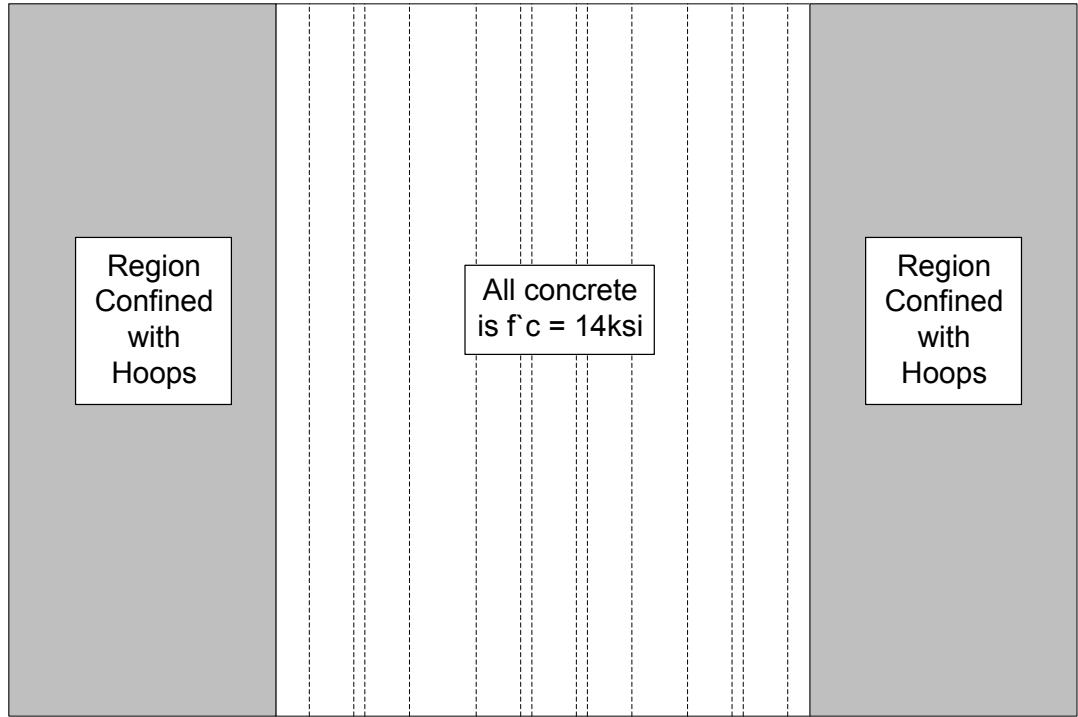 Region
Confined
with
Hoops
All concrete
is f`c = 14ksi
Region
Confined
with
Hoops